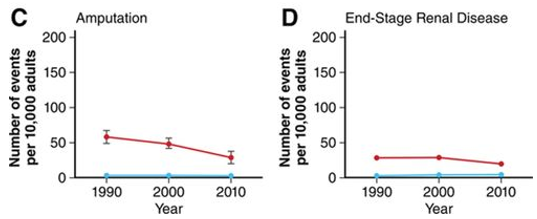 C Amputation
Number of events
per 10,000 adults
200
150
100
50
0
1990 2000 2010
Year
D End-Stage Renal Disease
Number of events
per 10,000 adults
200
150
100
50
0
1990 2000 2010
Year